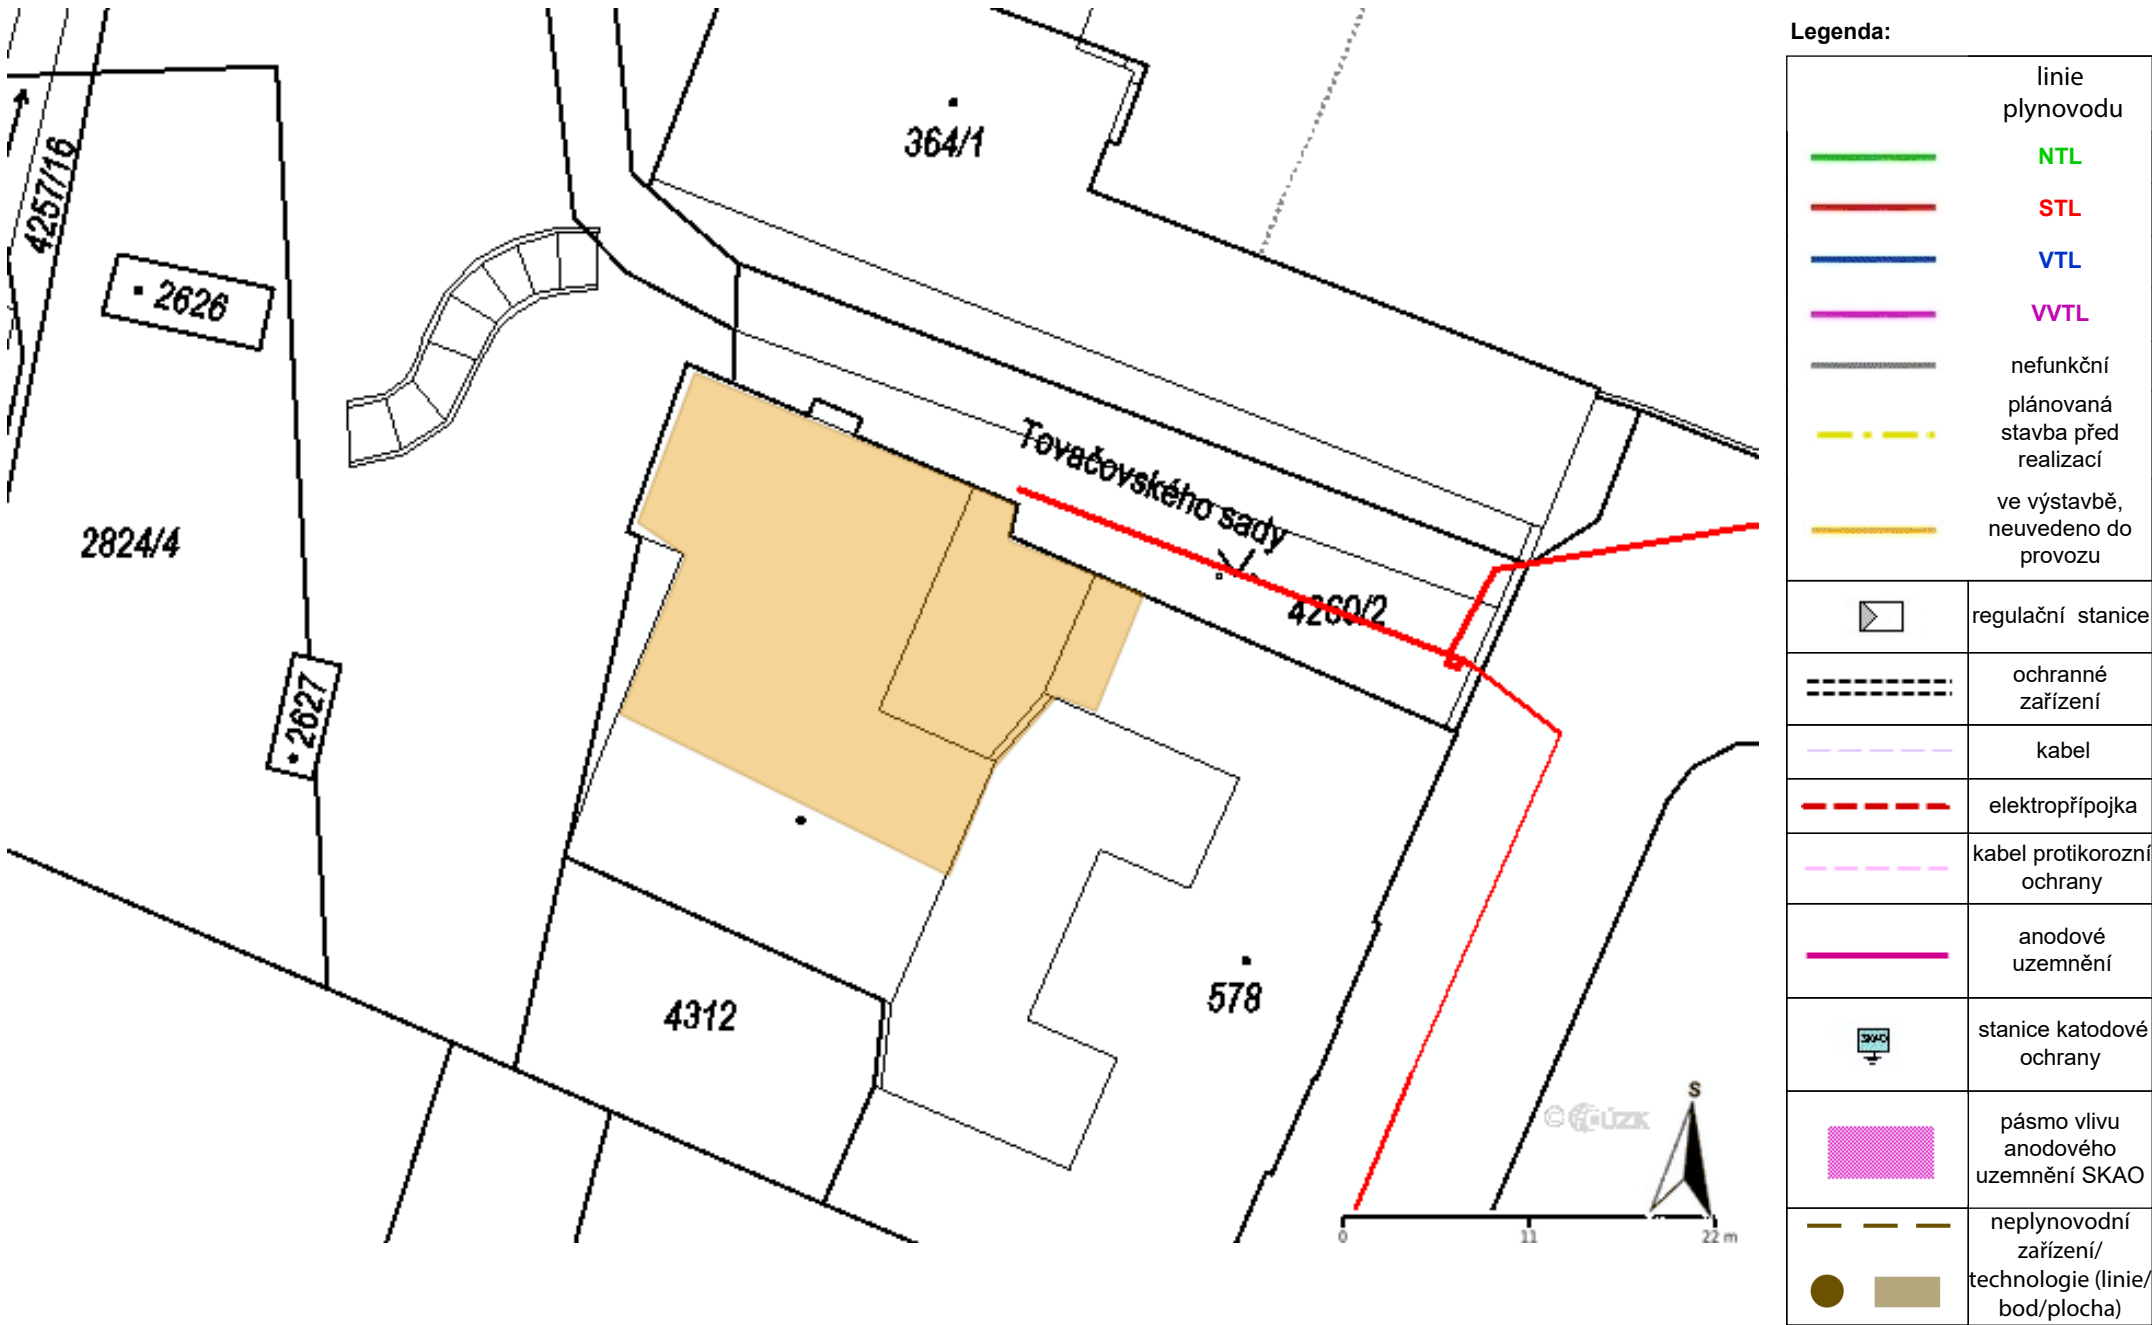 364/1
4257/16
2626
2824/4
2627
Tovačovského sady
4260/2
4312
578
© ČÚZK
S
0 11 22 m
Legenda:
linie
plynovodu
NTL
STL
VTL
VVTL
nefunkční
plánovaná
stavba před
realizací
ve výstavbě,
neuvedeno do
provozu
regulační stanice
ochranné
zařízení
kabel
elektropřípojka
kabel protikorozní
ochrany
anodové
uzemnění
SKAO
stanice katodové
ochrany
pásmo vlivu
anodového
uzemnění SKAO
neplynovodní
zařízení/
technologie (linie/
bod/plocha)